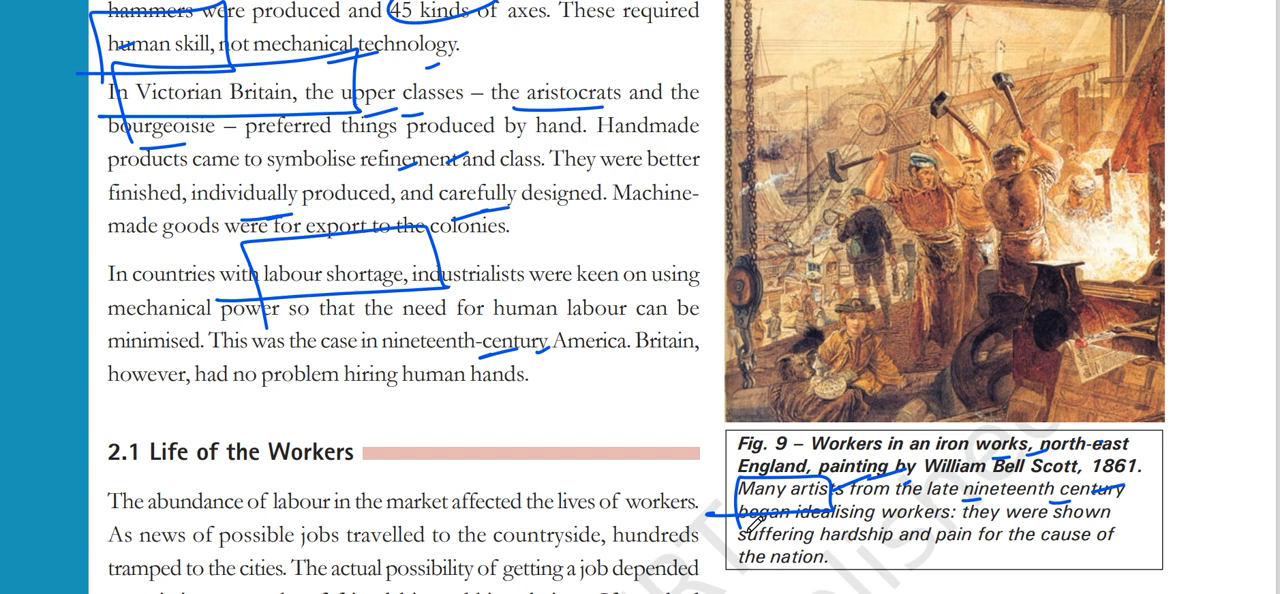 hammers were produced and 45 kinds of axes. These required
human skill, not mechanical technology.
In Victorian Britain, the upper classes – the aristocrats and the
bourgeoisie – preferred things produced by hand. Handmade
products came to symbolise refinement and class. They were better
finished, individually produced, and carefully designed. Machine-
made goods were for export to the colonies.
In countries with labour shortage, industrialists were keen on using
mechanical power so that the need for human labour can be
minimised. This was the case in nineteenth-century America. Britain,
however, had no problem hiring human hands.
2.1 Life of the Workers
The abundance of labour in the market affected the lives of workers.
As news of possible jobs travelled to the countryside, hundreds
tramped to the cities. The actual possibility of getting a job depended
Fig. 9 – Workers in an iron works, north-east
England, painting by William Bell Scott, 1861.
Many artists from the late nineteenth century
began idealising workers: they were shown
suffering hardship and pain for the cause of
the nation.